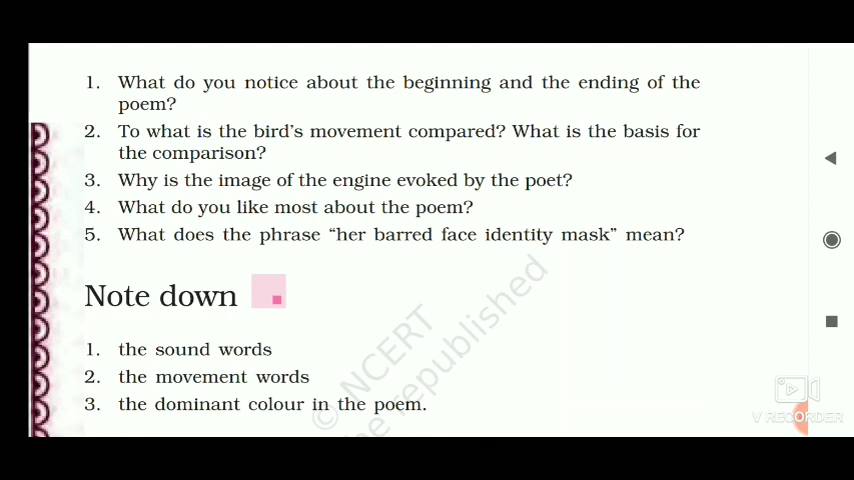 1. What do you notice about the beginning and the ending of the
poem?
2. To what is the bird's movement compared? What is the basis for
the comparison?
3. Why is the image of the engine evoked by the poet?
4. What do you like most about the poem?
5. What does the phrase “her barred face identity mask” mean?
Note down
1. the sound words
2. the movement words
3. the dominant colour in the poem.
© NCERT
be republished
V RECORDER